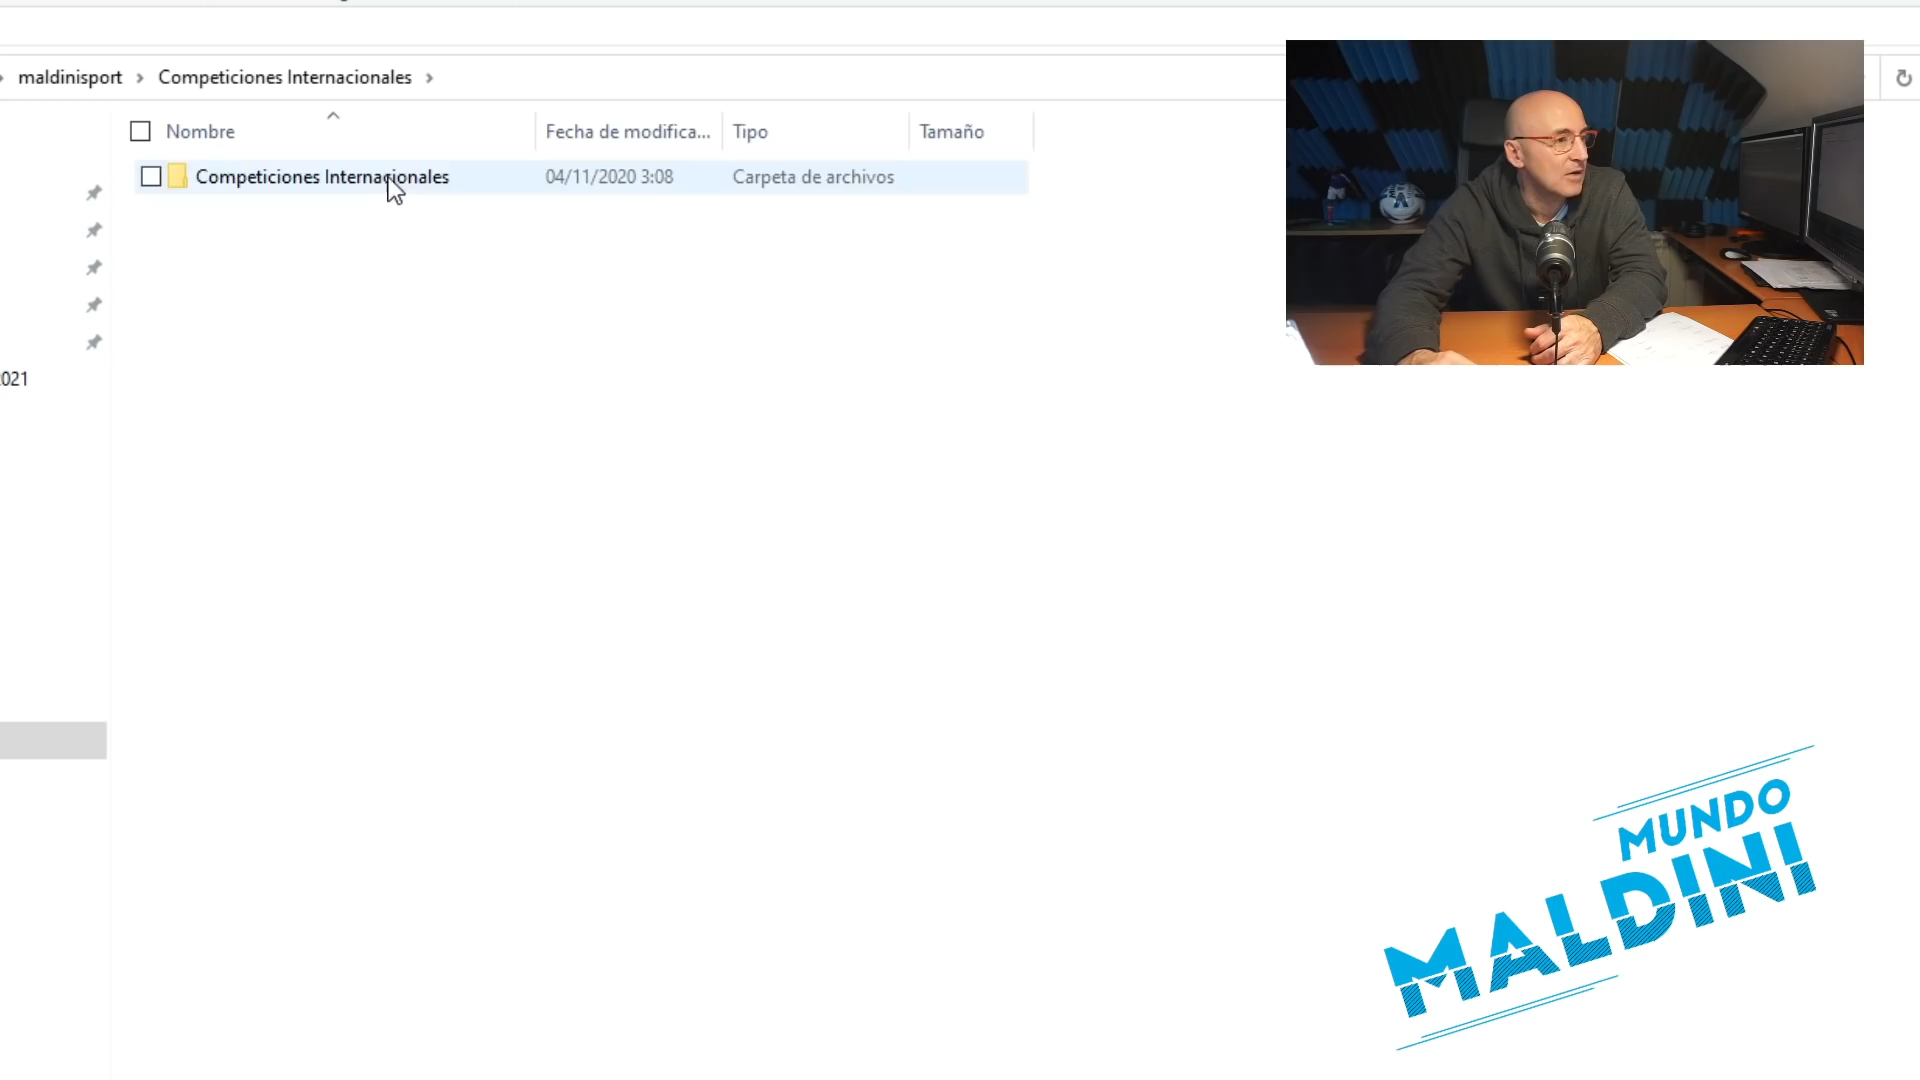 maldinisport > Competiciones Internacionales >
Nombre Fecha de modifica... Tipo Tamaño
Competiciones Internacionales 04/11/2020 3:08 Carpeta de archivos
2021
MUNDO
MALDINI